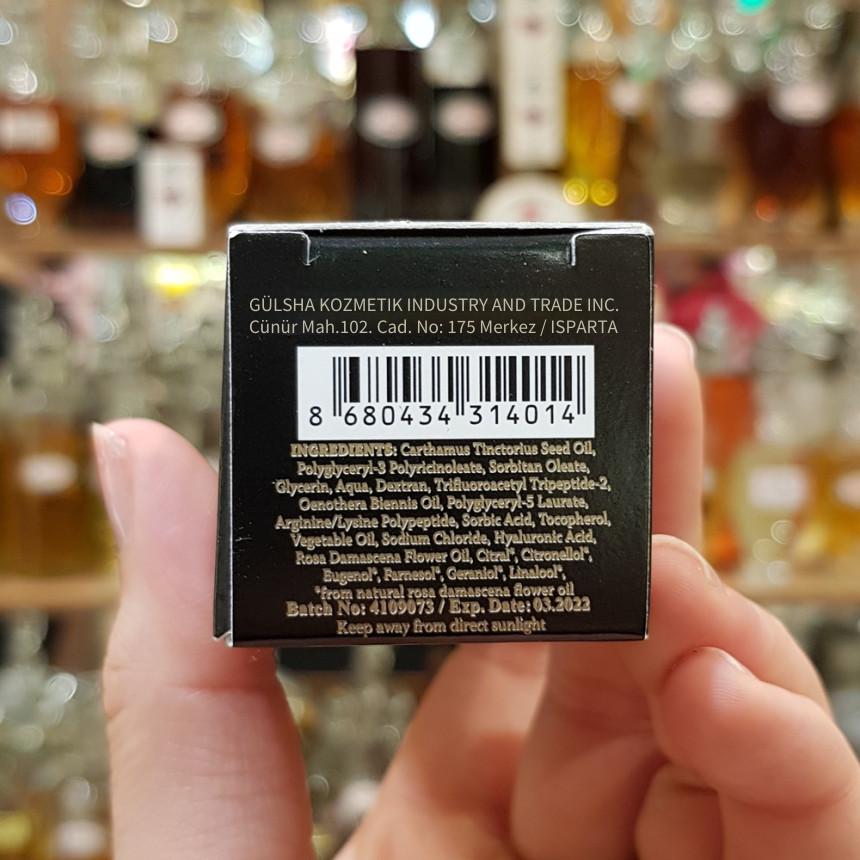 GÜLSHA KOZMETIK INDUSTRY AND TRADE INC.
Cünür Mah.102. Cad. No: 175 Merkez / ISPARTA
8 680434 314014
INGREDIENTS: Carthamus Tinctorius Seed Oil,
Polyglyceryl-3 Polyricinoleate, Sorbitan Oleate,
Glycerin, Aqua, Dextran, Trifluoroacetyl Tripeptide-2,
Oenothera Biennis Oil, Polyglyceryl-5 Laurate,
Arginine/Lysine Polypeptide, Sorbic Acid, Tocopherol,
Vegetable Oil, Sodium Chloride, Hyaluronic Acid,
Rosa Damascena Flower Oil, Citral*, Citronellol*,
Eugenol*, Farnesol*, Geraniol*, Linalool*,
*from natural rosa damascena flower oil
Batch No: 4109073 / Exp. Date: 03.2022
Keep away from direct sunlight